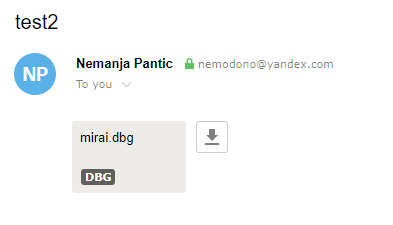 test2
NP
Nemanja Pantic nemodono@yandex.com
To you
mirai.dbg
DBG